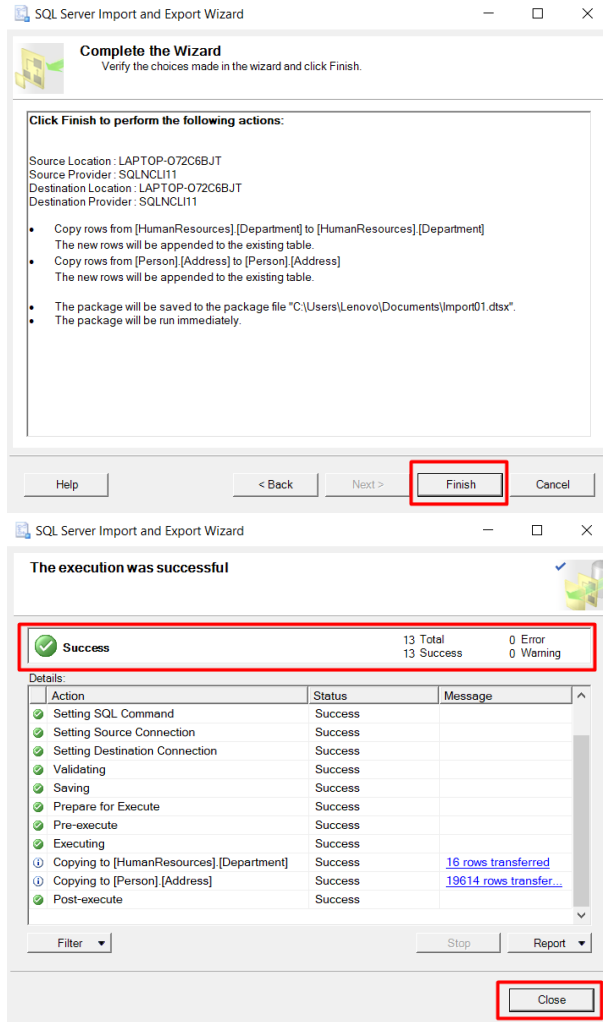 SQL Server Import and Export Wizard
Complete the Wizard
Verify the choices made in the wizard and click Finish.
Click Finish to perform the following actions:
Source Location : LAPTOP-O72C6BJT
Source Provider : SQLNCLI11
Destination Location : LAPTOP-O72C6BJT
Destination Provider : SQLNCLI11
• Copy rows from [HumanResources].[Department] to [HumanResources].[Department]
The new rows will be appended to the existing table.
• Copy rows from [Person].[Address] to [Person].[Address]
The new rows will be appended to the existing table.
• The package will be saved to the package file "C:\Users\Lenovo\Documents\Import01.dtsx".
• The package will be run immediately.
Help < Back Next > Finish Cancel
SQL Server Import and Export Wizard
The execution was successful
Success 13 Total 0 Error
13 Success 0 Warning
Details:
Action Status Message
Setting SQL Command Success
Setting Source Connection Success
Setting Destination Connection Success
Validating Success
Saving Success
Prepare for Execute Success
Pre-execute Success
Executing Success
Copying to [HumanResources].[Department] Success 16 rows transferred
Copying to [Person].[Address] Success 19614 rows transfer...
Post-execute Success
Filter Stop Report
Close